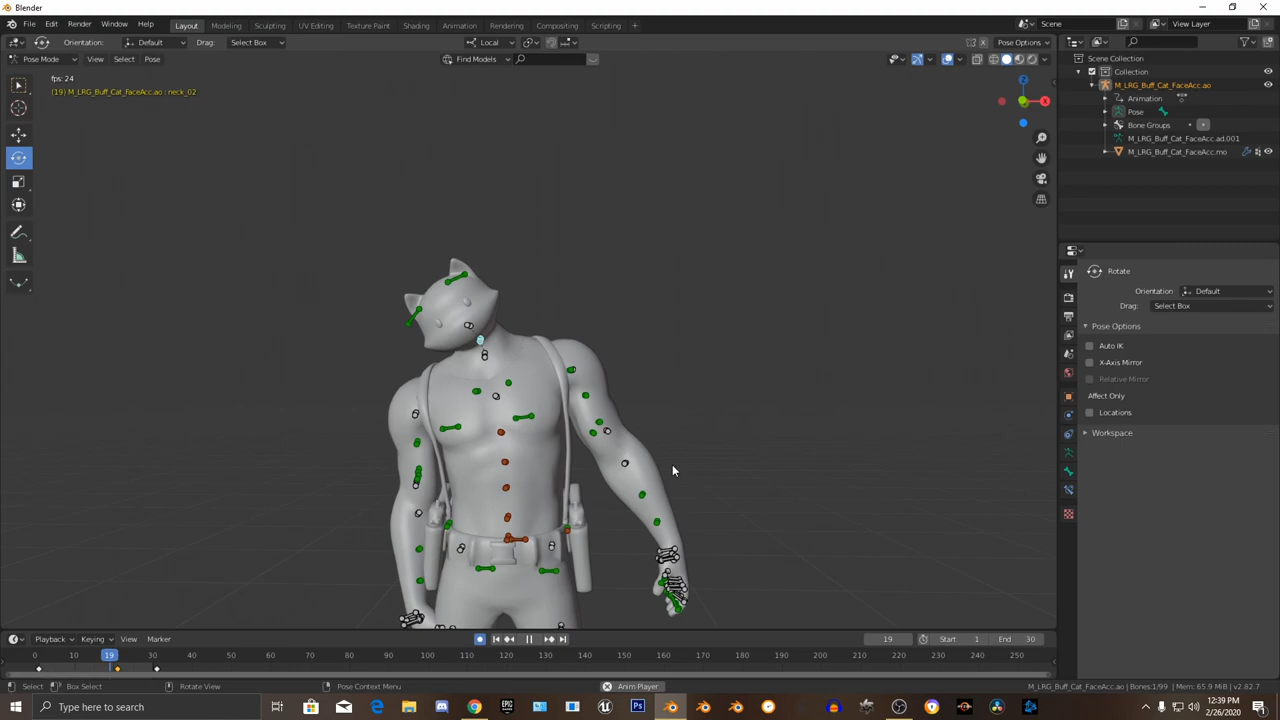 Blender
File Edit Render Window Help Layout Modeling Sculpting UV Editing Texture Paint Shading Animation Rendering Compositing Scripting + Scene View Layer
Orientation: Default Drag: Select Box Local Pose Options
Pose Mode View Select Pose Find Models
fps: 24
(19) M_LRG_Buff_Cat_FaceAcc.ao : neck_02
Z
X
Scene Collection
Collection
M_LRG_Buff_Cat_FaceAcc.ao
Animation
Pose
Bone Groups
M_LRG_Buff_Cat_FaceAcc.ad.001
M_LRG_Buff_Cat_FaceAcc.mo
Rotate
Orientation: Default
Drag: Select Box
Pose Options
Auto IK
X-Axis Mirror
Relative Mirror
Affect Only
Locations
Workspace
Playback Keying View Marker 19 Start 1 End 30
0 10 19 30 40 50 60 70 80 90 100 110 120 130 140 150 160 170 180 190 200 210 220 230 240 250
Select Box Select Rotate View Pose Context Menu Anim Player M_LRG_Buff_Cat_FaceAcc.ao | Bones:1/99 | Mem: 65.9 MiB | v2.82.7
Type here to search
12:39 PM
2/26/2020